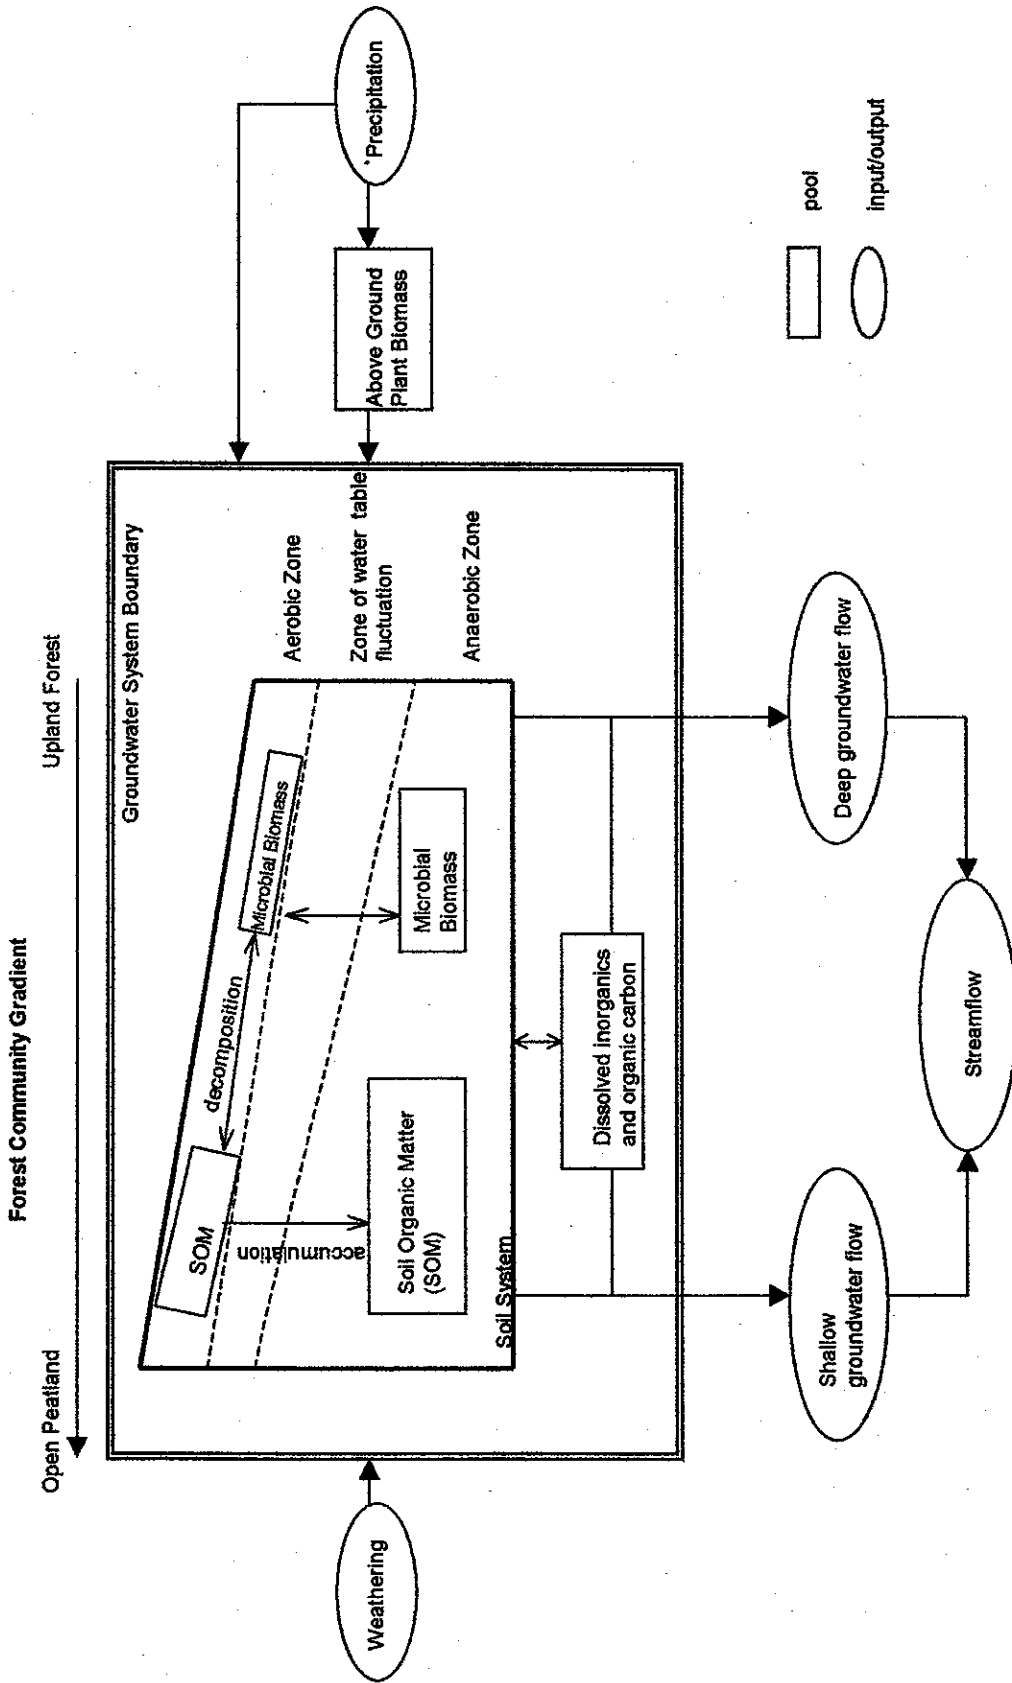 Forest Community Gradient
Open Peatland
Upland Forest
Groundwater System Boundary
SOM
decomposition
Microbial Biomass
Aerobic Zone
accumulation
Zone of water table
fluctuation
Soil Organic Matter
(SOM)
Microbial
Biomass
Anaerobic Zone
Soil System
Weathering
Above Ground
Plant Biomass
'Precipitation
Dissolved inorganics
and organic carbon
Shallow
groundwater flow
Deep groundwater flow
Streamflow
pool
input/output